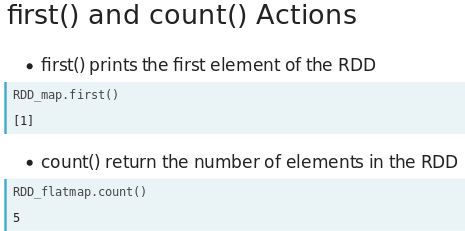 first() and count() Actions
• first() prints the first element of the RDD
RDD_map.first()
[1]
• count() return the number of elements in the RDD
RDD_flatmap.count()
5